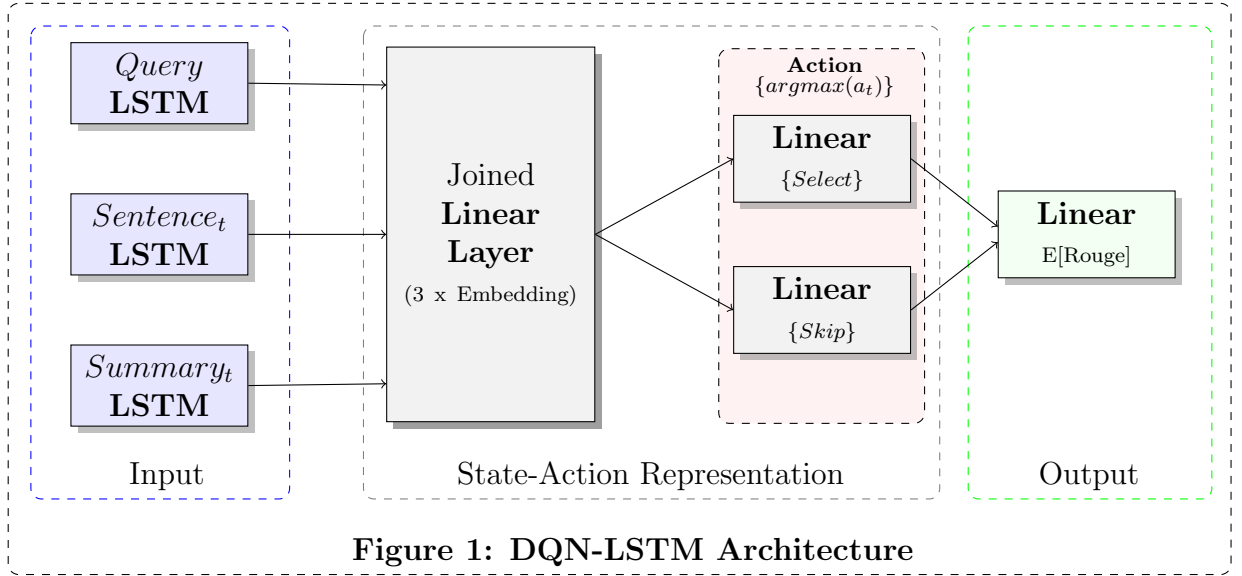 Query
LSTM
Sentence_t
LSTM
Summary_t
LSTM
Input
Joined
Linear
Layer
(3 x Embedding)
Action
{argmax(a_t)}
Linear
{Select}
Linear
{Skip}
State-Action Representation
Linear
E[Rouge]
Output
Figure 1: DQN-LSTM Architecture